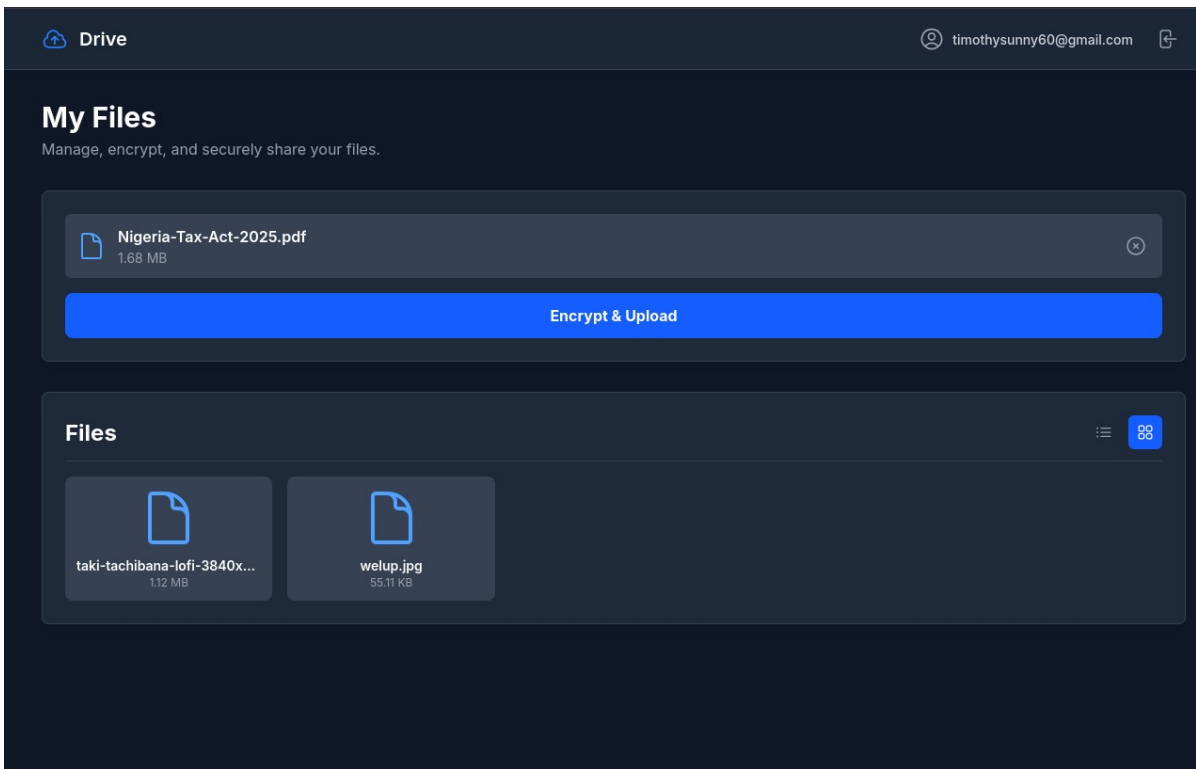 Drive
timothysunny60@gmail.com
My Files
Manage, encrypt, and securely share your files.
Nigeria-Tax-Act-2025.pdf
1.68 MB
Encrypt & Upload
Files
taki-tachibana-lofi-3840x...
1.12 MB
welup.jpg
55.11 KB